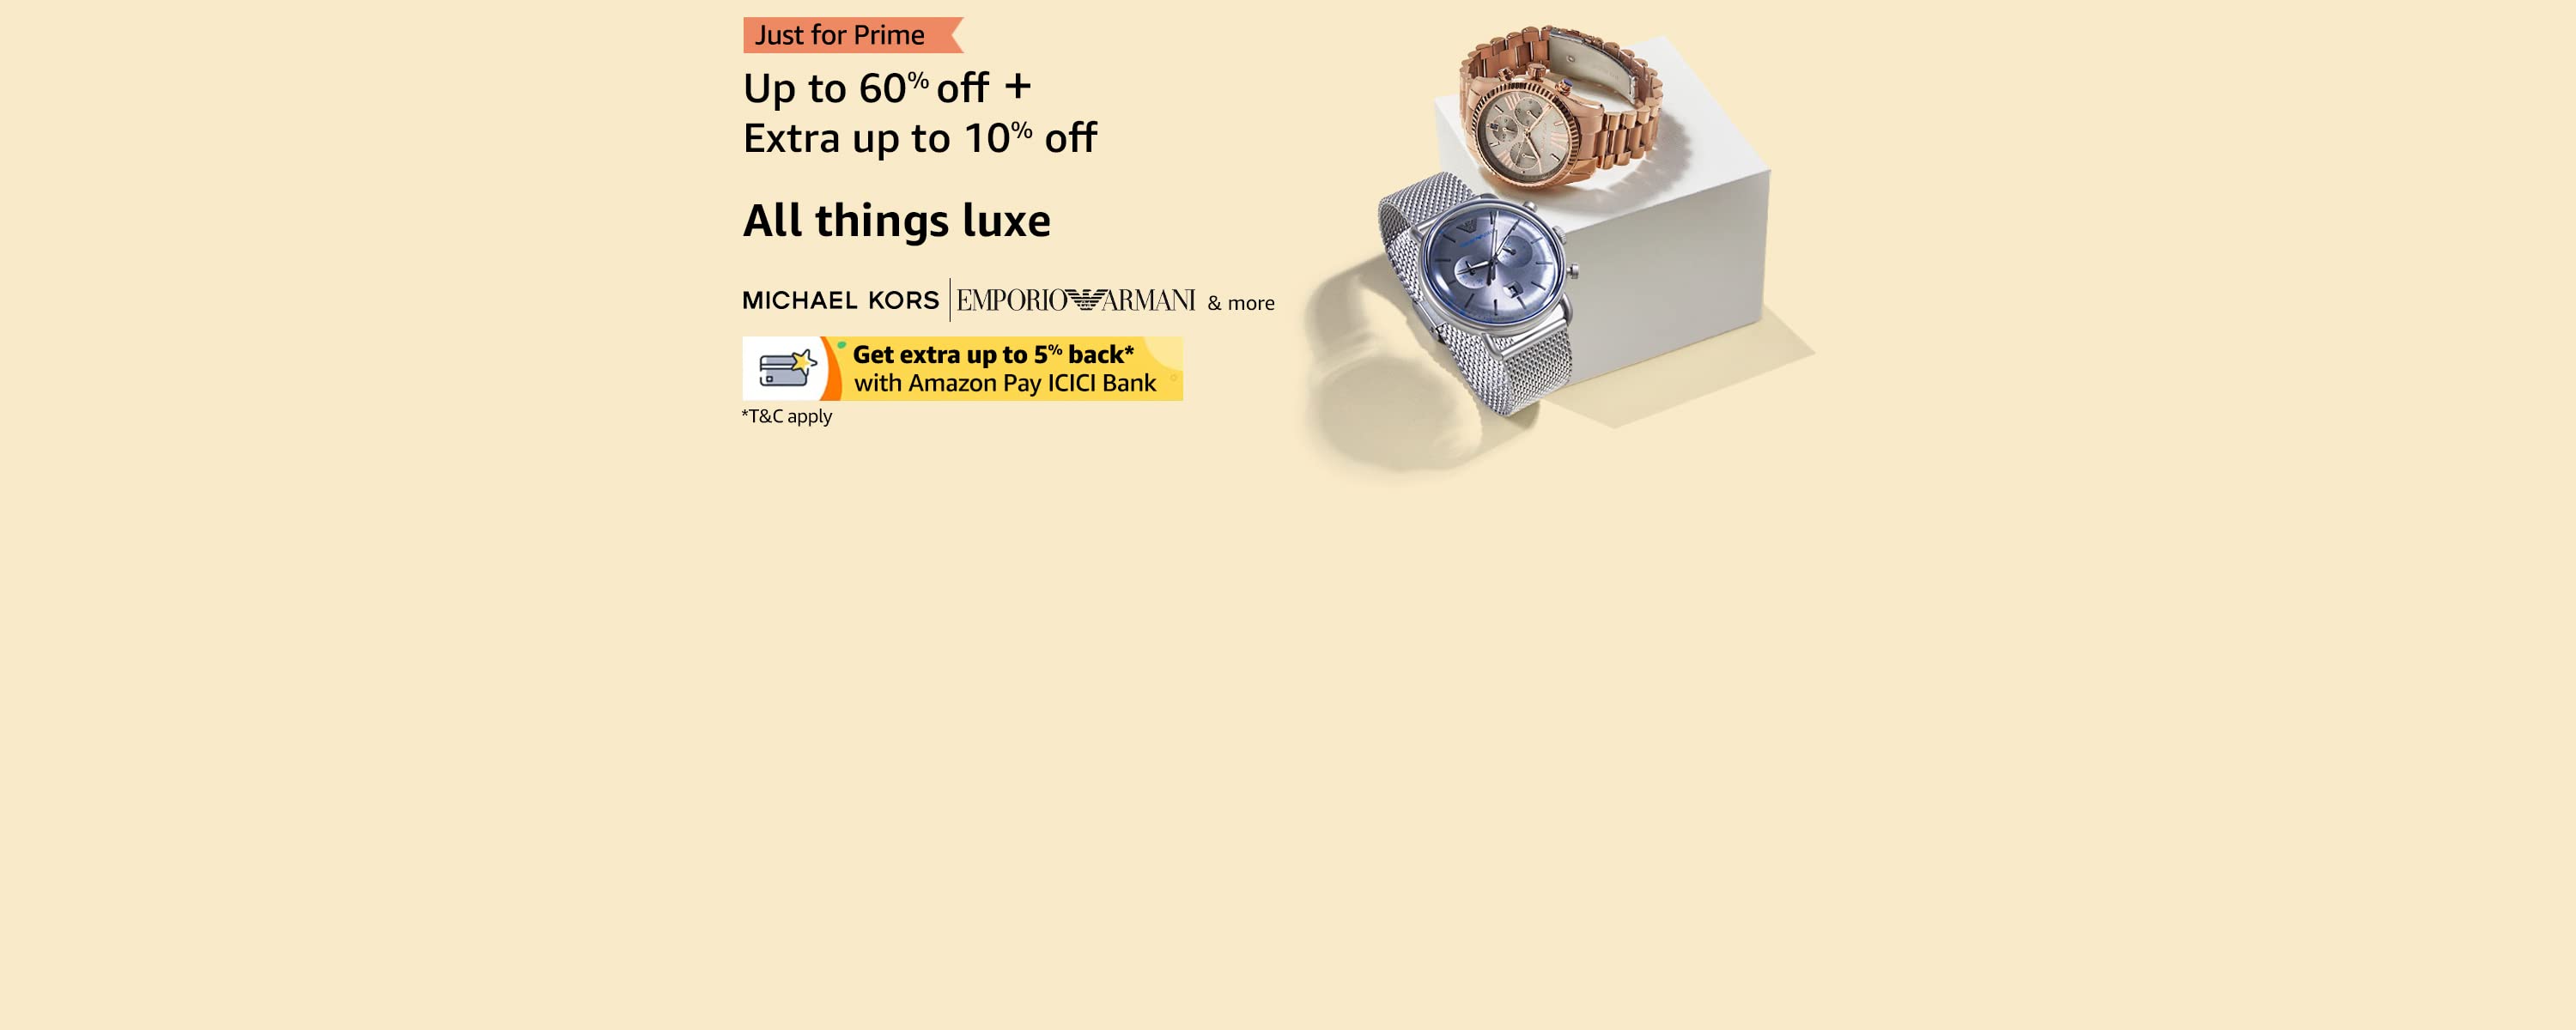 Just for Prime
Up to 60% off +
Extra up to 10% off
All things luxe
MICHAEL KORS | EMPORIO ARMANI & more
Get extra up to 5% back*
with Amazon Pay ICICI Bank
*T&C apply